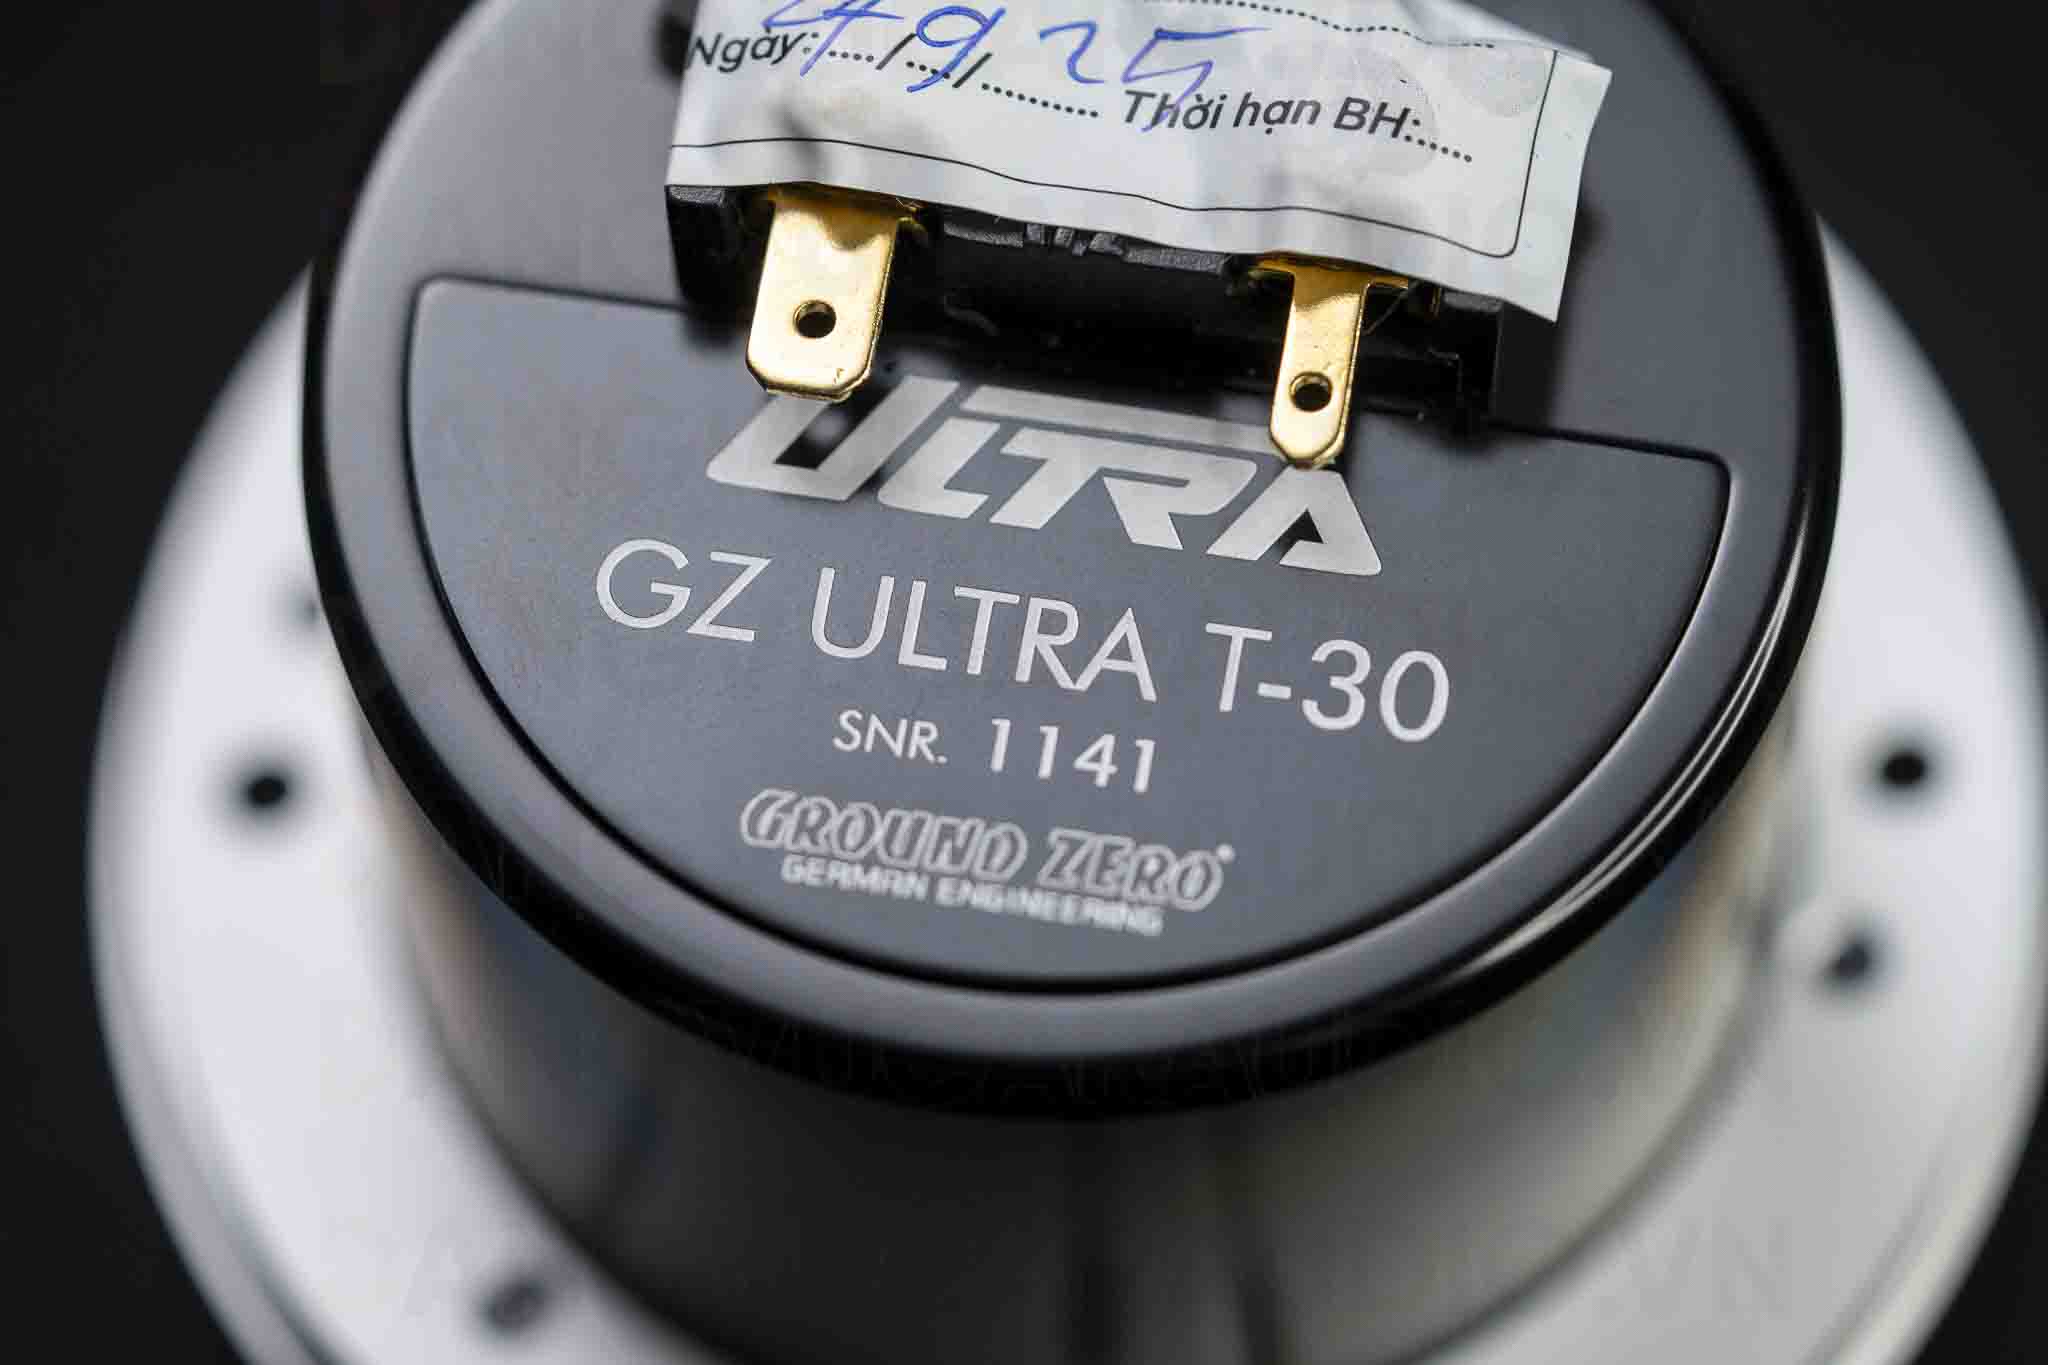 Ngày:...../...../........... Thời hạn BH:......
4 9 25
ULTRA
GZ ULTRA T-30
SNR. 1141
GROUND ZERO
GERMAN ENGINEERING